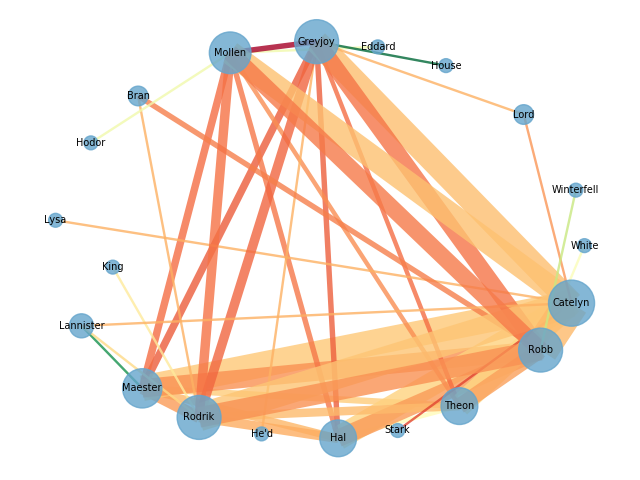 Greyjoy
Eddard
Mollen
House
Bran
Lord
Hodor
Winterfell
Lysa
White
King
Catelyn
Lannister
Robb
Maester
Theon
Rodrik
Stark
He'd
Hal